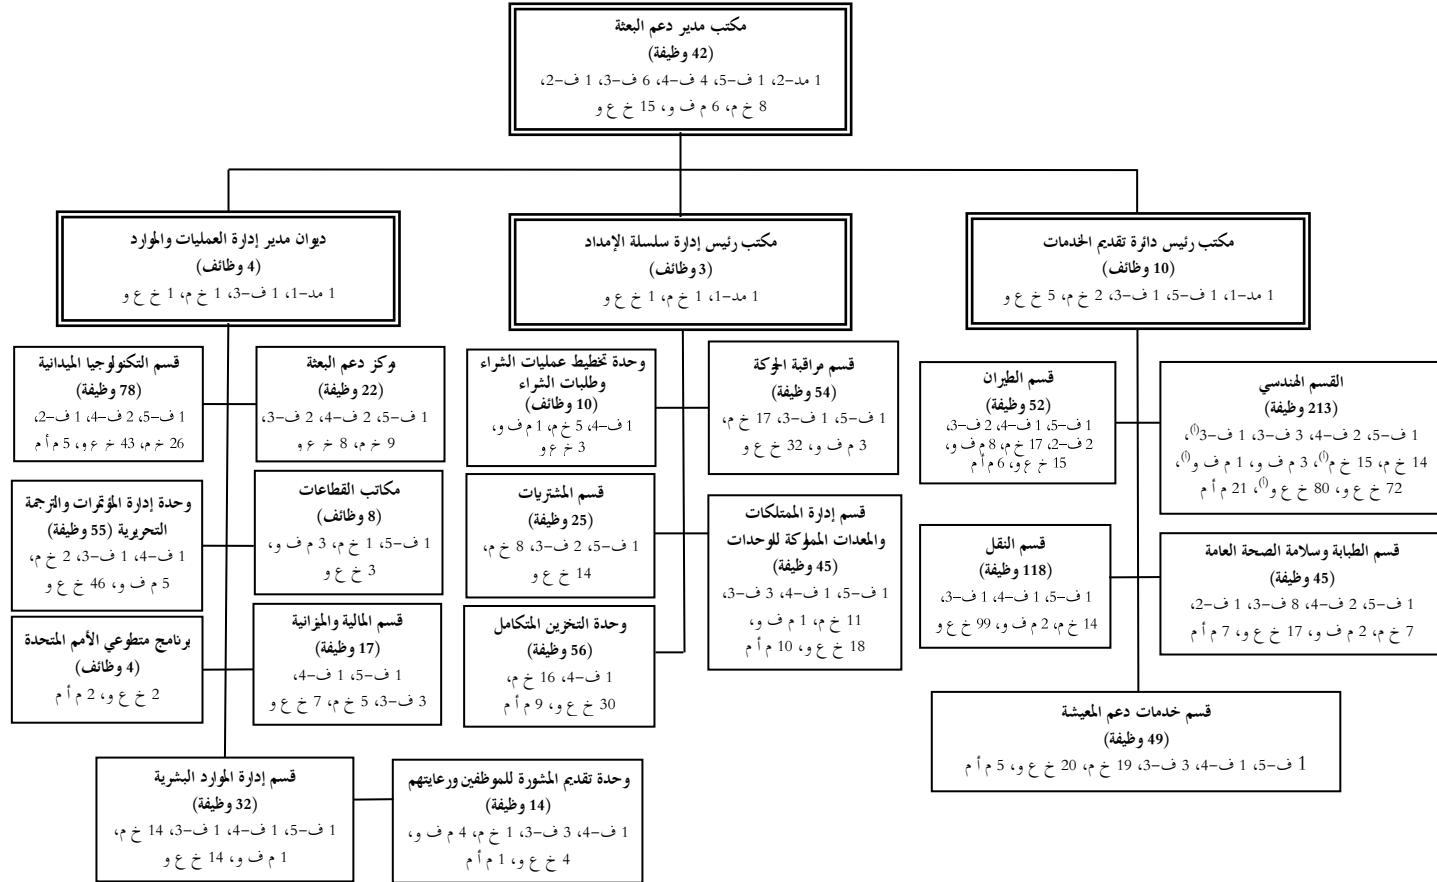 مكتب مدير دعم البعثة
(42 وظيفة)
1 مد-2، 1 ف-5، 4 ف-4، 6 ف-3، 1 ف-2،
8 خ م، 6 م ف و، 15 خ ع و
مكتب رئيس دائرة تقديم الخدمات
(10 وظائف)
1 مد-1، 1 ف-5، 1 ف-3، 2 خ م، 5 خ ع و
مكتب رئيس إدارة سلسلة الإمداد
(3 وظائف)
1 مد-1، 1 خ م، 1 خ ع و
ديوان مدير إدارة العمليات والموارد
(4 وظائف)
1 مد-1، 1 ف-3، 1 خ م، 1 خ ع و
القسم الهندسي
(213 وظيفة)
1 ف-5، 2 ف-4، 3 ف-3، 1 ف-3(أ)،
14 خ م، 15 خ م(أ)، 3 م ف و، 1 م ف و(أ)،
72 خ ع و، 80 خ ع و(أ)، 21 م أ م
قسم الطيران
(52 وظيفة)
1 ف-5، 1 ف-4، 2 ف-3،
2 ف-2، 17 خ م، 8 م ف و،
15 خ ع و، 6 م أ م
قسم الطبابة وسلامة الصحة العامة
(45 وظيفة)
1 ف-5، 2 ف-4، 8 ف-3، 1 ف-2،
7 خ م، 2 م ف و، 17 خ ع و، 7 م أ م
قسم النقل
(118 وظيفة)
1 ف-5، 1 ف-4، 1 ف-3،
14 خ م، 2 م ف و، 99 خ ع و
قسم خدمات دعم المعيشة
(49 وظيفة)
1 ف-5، 1 ف-4، 3 ف-3، 19 خ م، 20 خ ع و، 5 م أ م
قسم مراقبة الحركة
(54 وظيفة)
1 ف-5، 1 ف-3، 17 خ م،
3 م ف و، 32 خ ع و
وحدة تخطيط عمليات الشراء
وطلبات الشراء
(10 وظائف)
1 ف-4، 5 خ م، 1 م ف و،
3 خ ع و
قسم إدارة الممتلكات
والمعدات المملوكة للوحدات
(45 وظيفة)
1 ف-5، 1 ف-4، 3 ف-3،
11 خ م، 1 م ف و،
18 خ ع و، 10 م أ م
قسم المشتريات
(25 وظيفة)
1 ف-5، 2 ف-3، 8 خ م،
14 خ ع و
وحدة التخزين المتكامل
(56 وظيفة)
1 ف-4، 16 خ م،
30 خ ع و، 9 م أ م
مركز دعم البعثة
(22 وظيفة)
1 ف-5، 2 ف-4، 2 ف-3،
9 خ م، 8 خ ع و
قسم التكنولوجيا الميدانية
(78 وظيفة)
1 ف-5، 2 ف-4، 1 ف-2،
26 خ م، 43 خ ع و، 5 م أ م
مكاتب القطاعات
(8 وظائف)
1 ف-5، 1 خ م، 3 م ف و،
3 خ ع و
وحدة إدارة المؤتمرات والترجمة
التحريرية (55 وظيفة)
1 ف-4، 1 ف-3، 2 خ م،
5 م ف و، 46 خ ع و
قسم المالية والميزانية
(17 وظيفة)
1 ف-5، 1 ف-4،
3 ف-3، 5 خ م، 7 خ ع و
برنامج متطوعي الأمم المتحدة
(4 وظائف)
2 خ ع و، 2 م أ م
وحدة تقديم المشورة للموظفين ورعايتهم
(14 وظيفة)
1 ف-4، 3 ف-3، 1 خ م، 4 م ف و،
4 خ ع و، 1 م أ م
قسم إدارة الموارد البشرية
(32 وظيفة)
1 ف-5، 1 ف-4، 1 ف-3، 14 خ م،
1 م ف و، 14 خ ع و